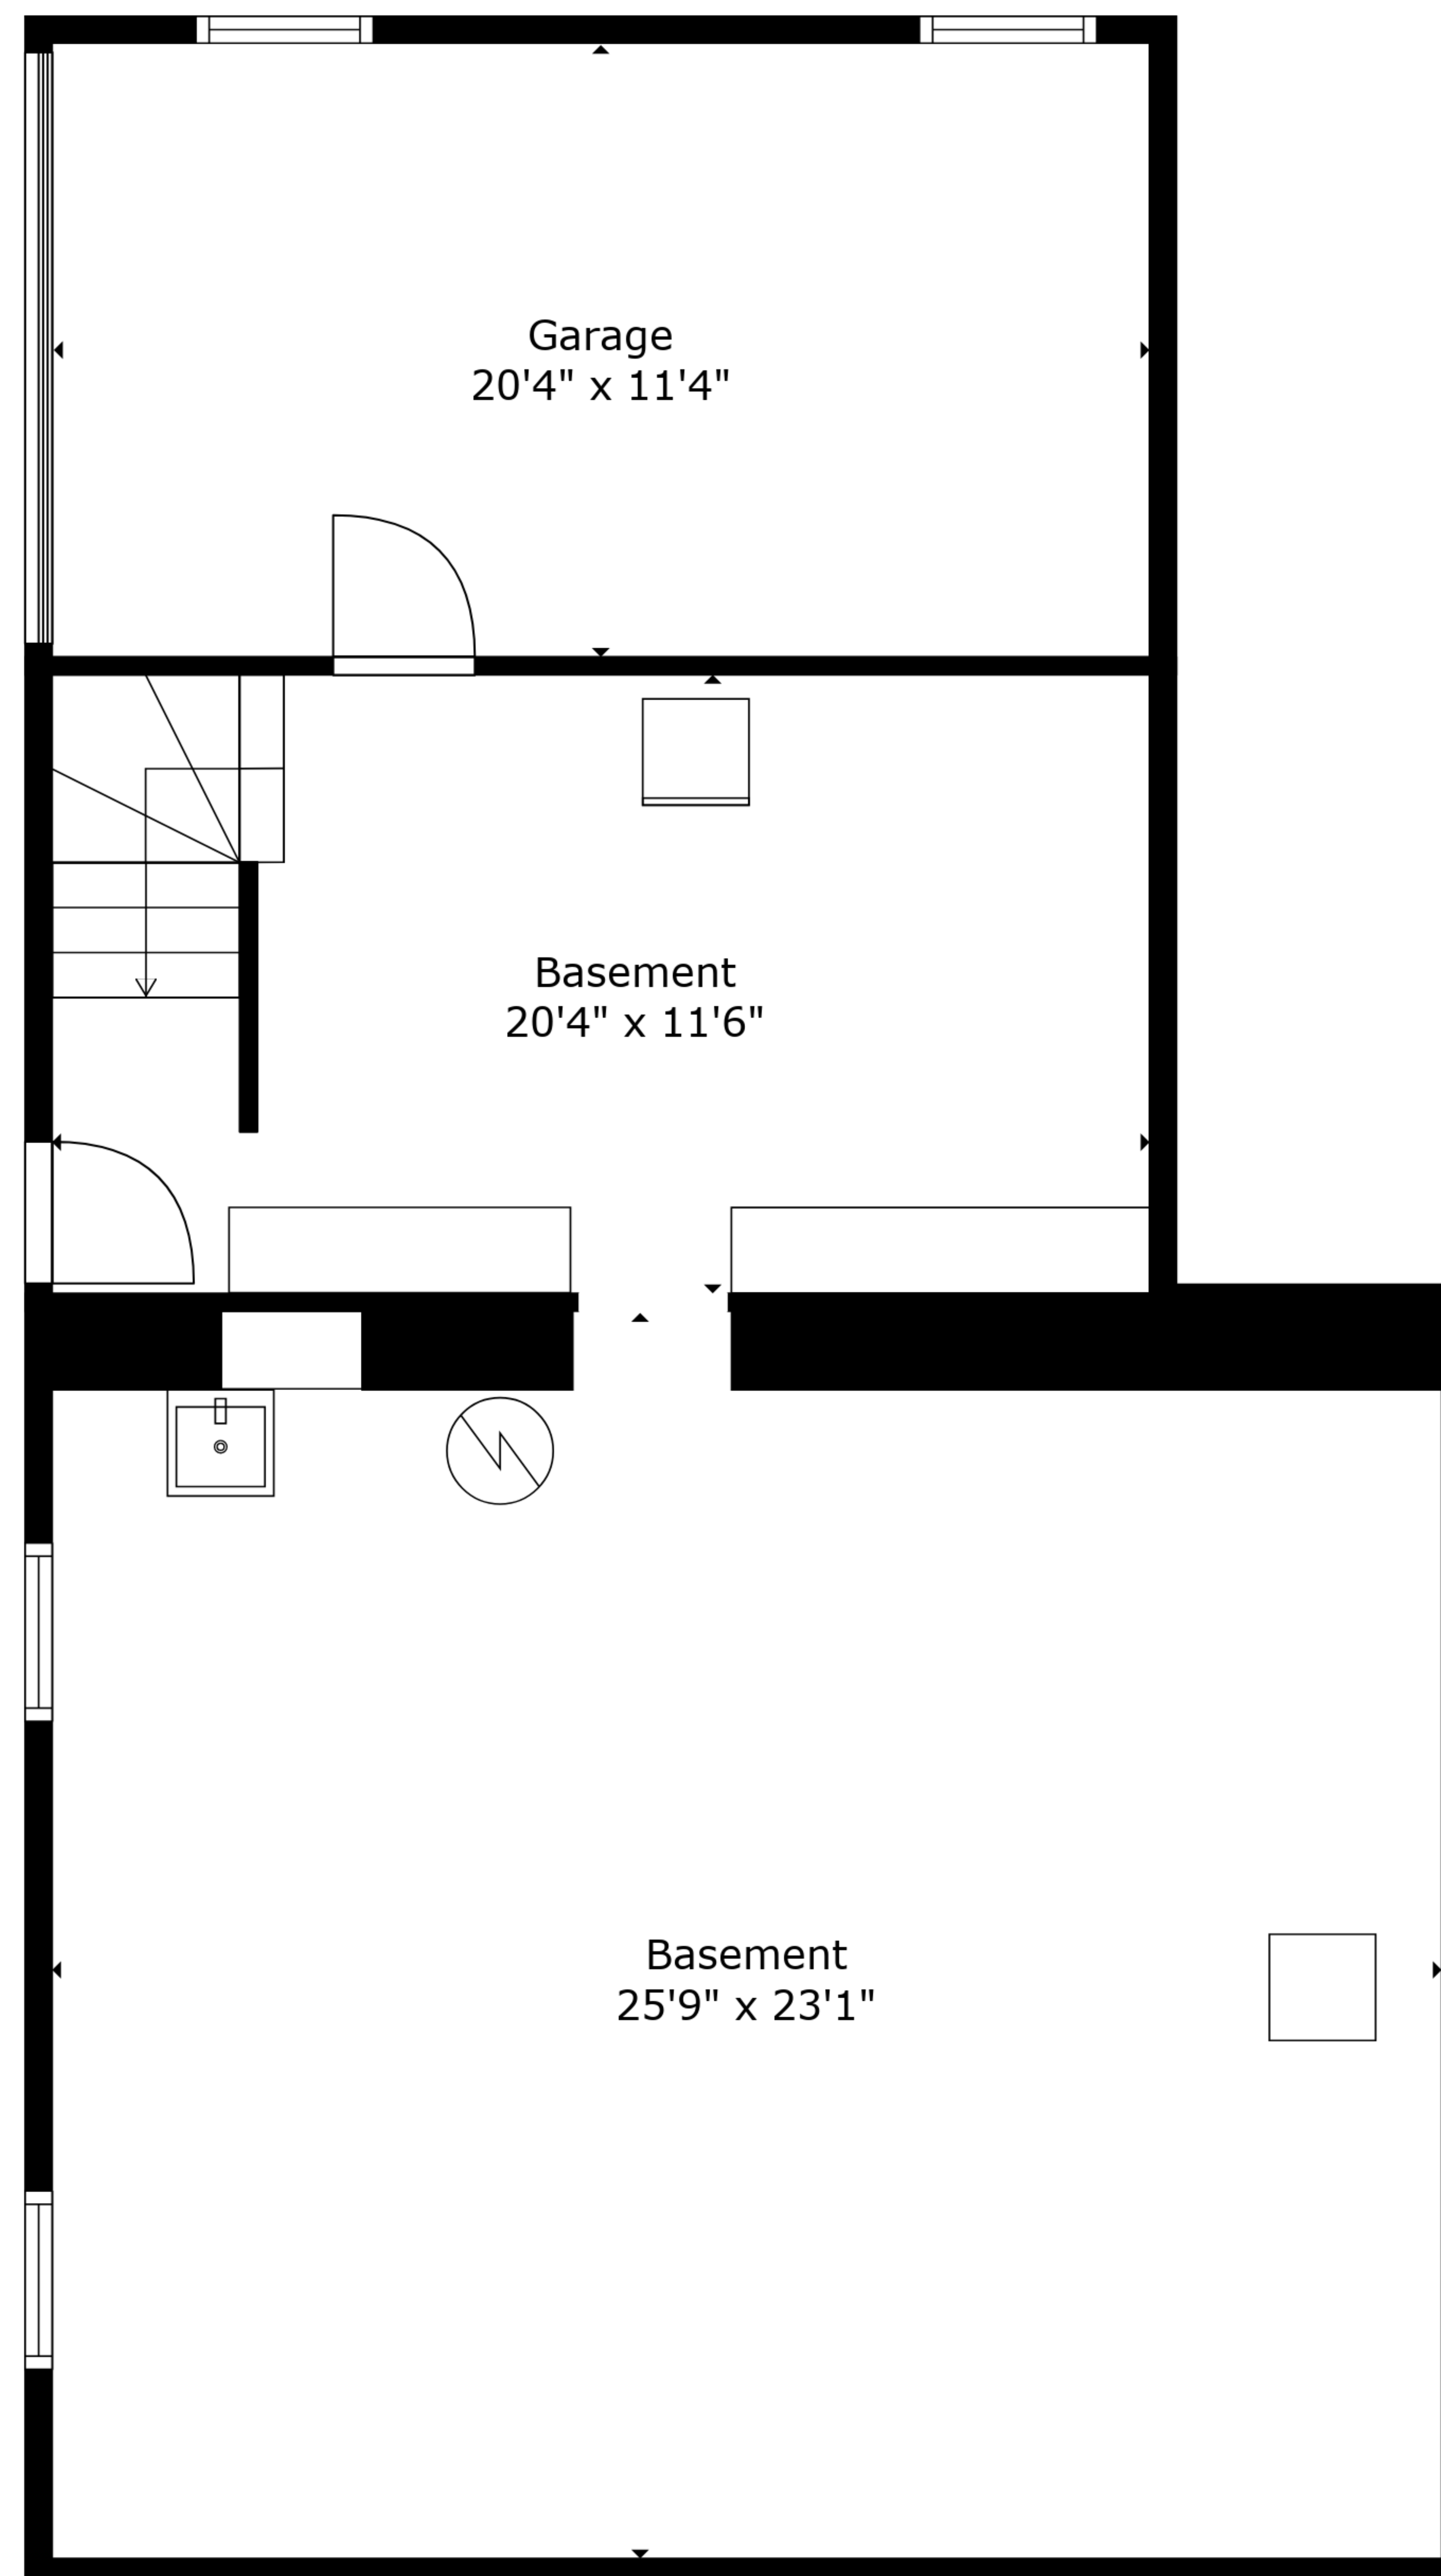 Garage
20'4" x 11'4"
Basement
20'4" x 11'6"
Basement
25'9" x 23'1"